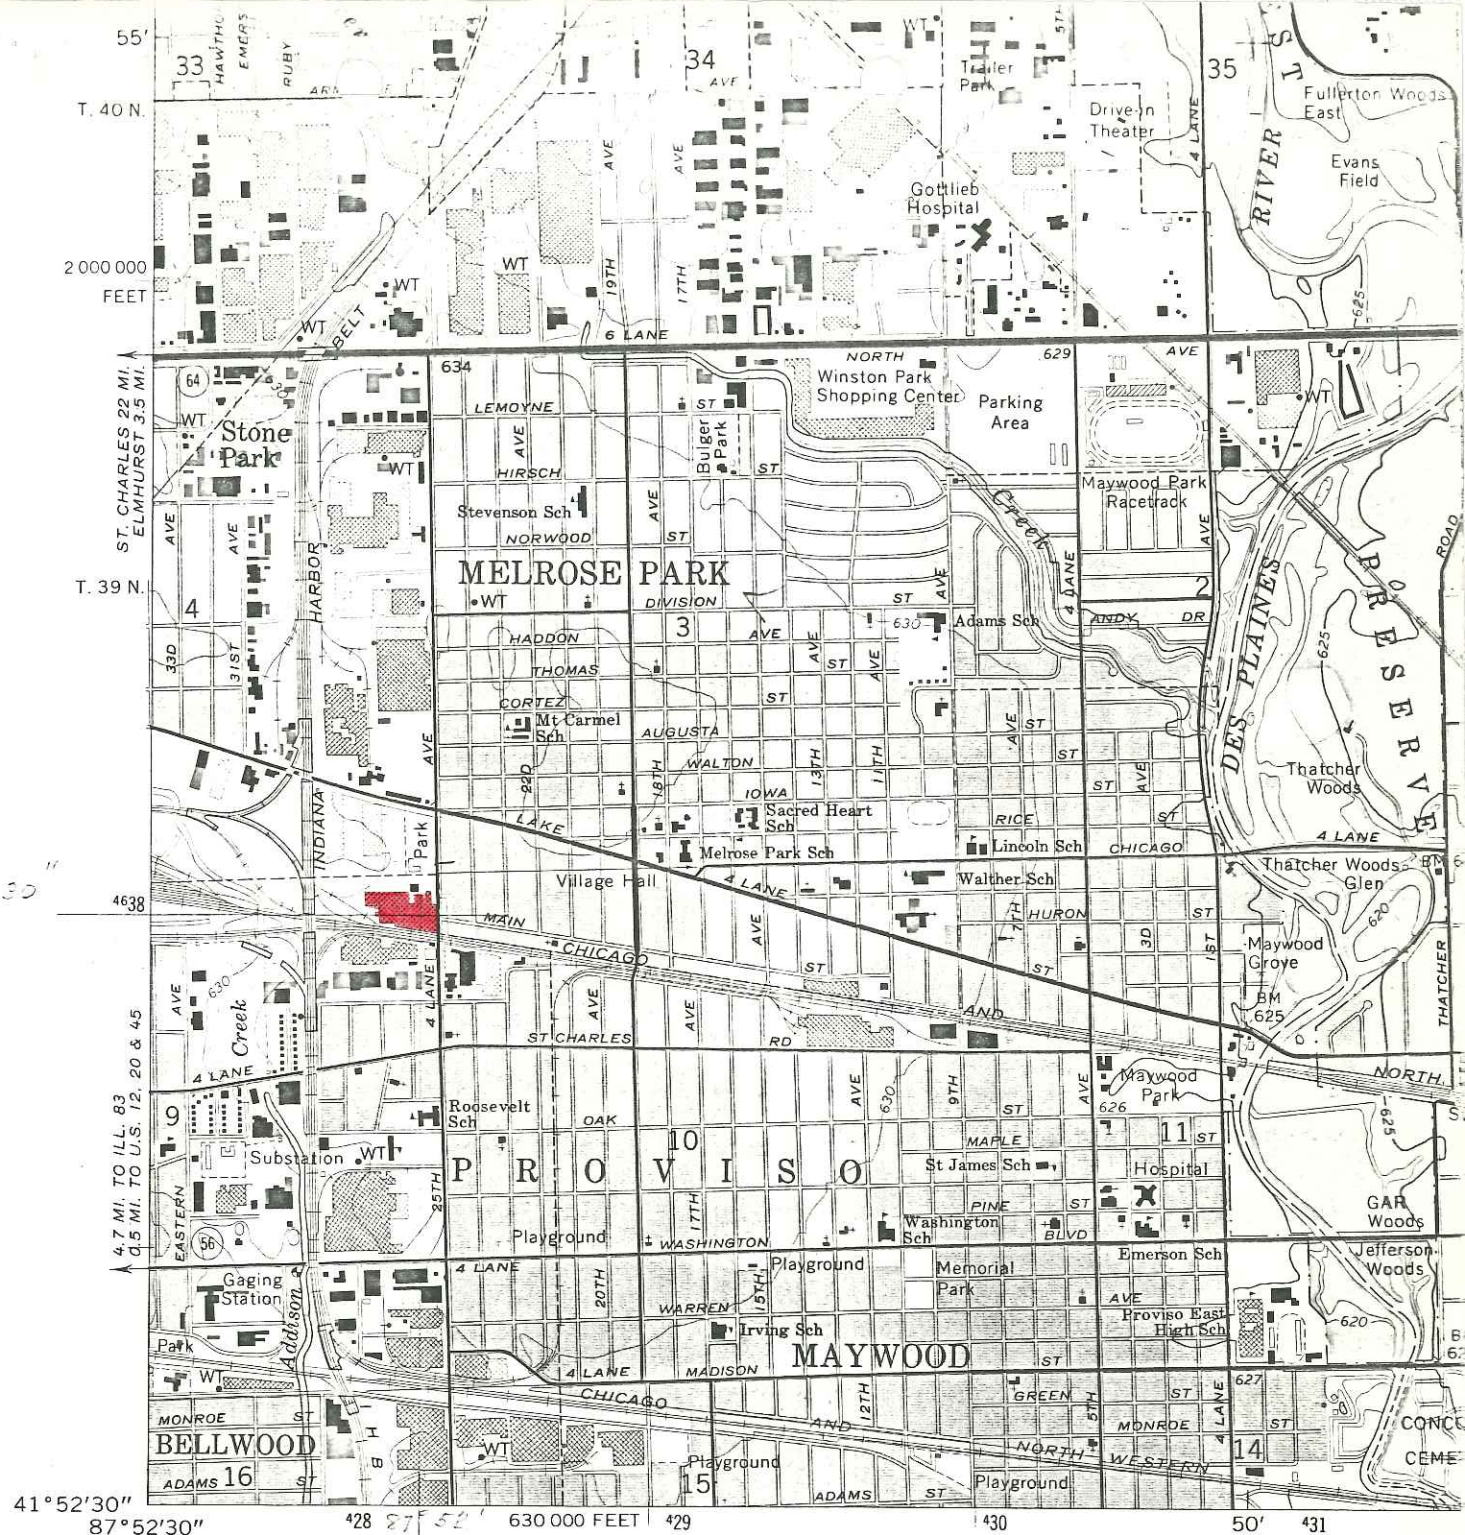 55'
33
HAWTHO
EMERS
RUBY
34
AVE
WT
5TH
Trailer
Park
35
ST
Fullerton Woods
East
T. 40 N.
Drive-in
Theater
4 LANE
RIVER
Evans
Field
AVE
AVE
Gottlieb
Hospital
2 000 000
FEET
WT
WT
19TH
17TH
625
WT
BELT
6 LANE
NORTH
629
AVE
634
Winston Park
Shopping Center
Parking
Area
64
630
LEMOYNE
ST
WT
ST. CHARLES 22 MI.
ELMHURST 3.5 MI.
WT
Stone
Park
AVE
Bulger
Park
WT
HIRSCH
ST
Maywood Park
Racetrack
Stevenson Sch
AVE
Creek
AVE
AVE
AVE
NORWOOD
ST
ROAD
HARBOR
MELROSE PARK
T. 39 N.
4
WT
DIVISION
ST
AVE
4 LANE
2
DES PLAINES
PRESERVE
3
AVE
630
Adams Sch
ANDY DR
HADDON
THOMAS
AVE
ST
AVE
625
33D
31ST
CORTEZ
ST
Mt Carmel
Sch
AUGUSTA
AVE
ST
AVE
WALTON
ST
22D
18TH
13TH
11TH
AVE
ST
Thatcher
Woods
IOWA
INDIANA
LAKE
Sacred Heart
Sch
RICE
ST
4 LANE
Park
Melrose Park Sch
Lincoln Sch
CHICAGO
Village Hall
4 LANE
Walther Sch
Thatcher Woods
Glen
BM
30"
4638
MAIN
7TH
HURON
ST
620
CHICAGO
AVE
3D
1ST
Maywood
Grove
ST
ST
THATCHER
AVE
630
Creek
4 LANE
AVE
AVE
BM
625
AND
ST CHARLES
RD
4 LANE
NORTH
4.7 MI. TO ILL. 83
0.5 MI. TO U.S. 12, 20 & 45
AVE
630
9TH
AVE
Maywood
Park
626
625
9
Roosevelt
Sch
OAK
ST
10
MAPLE
11
ST
Substation
WT
PROVISO
St James Sch
Hospital
25TH
EASTERN
17TH
PINE
ST
GAR
Woods
56
Playground
WASHINGTON
Washington
Sch
BLVD
Emerson Sch
Jefferson
Woods
4 LANE
Playground
Memorial
Park
Gaging
Station
20TH
15TH
WARREN
AVE
Addison
Proviso East
High Sch
620
Irving Sch
Park
MAYWOOD
WT
4 LANE
MADISON
ST
CHICAGO
12TH
GREEN
5TH
ST
4 LANE
627
MONROE
ST
AND
MONROE
ST
BELLWOOD
H
B
WT
NORTH
WESTERN
14
CONC
CEME
ADAMS
16
ST
Playground
15
ADAMS
ST
Playground
41°52'30"
87°52'30"
428
87° 52'
630 000 FEET
429
430
50'
431